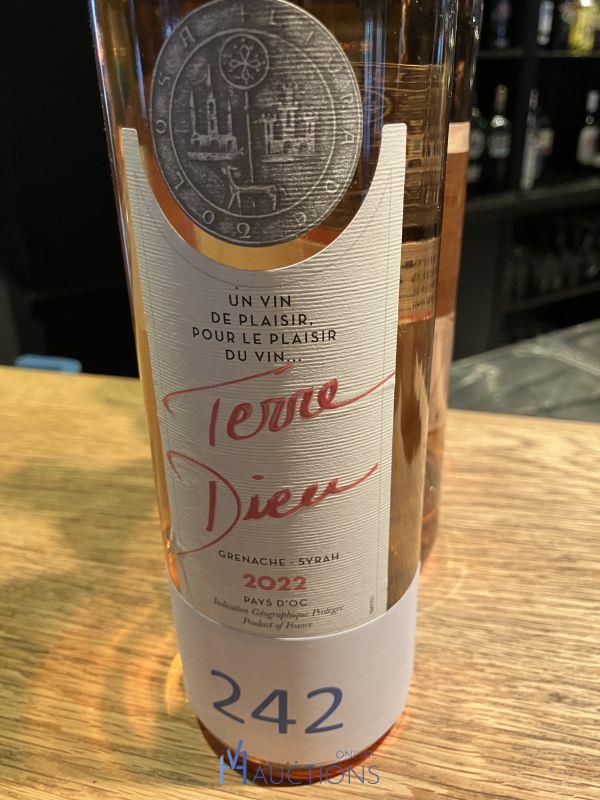 UN VIN
DE PLAISIR,
POUR LE PLAISIR
DU VIN...
Terre
Dieu
GRENACHE · SYRAH
2022
PAYS D'OC
Indication Géographique Protégée
Product of France
242
ONLINE
AUCTIONS